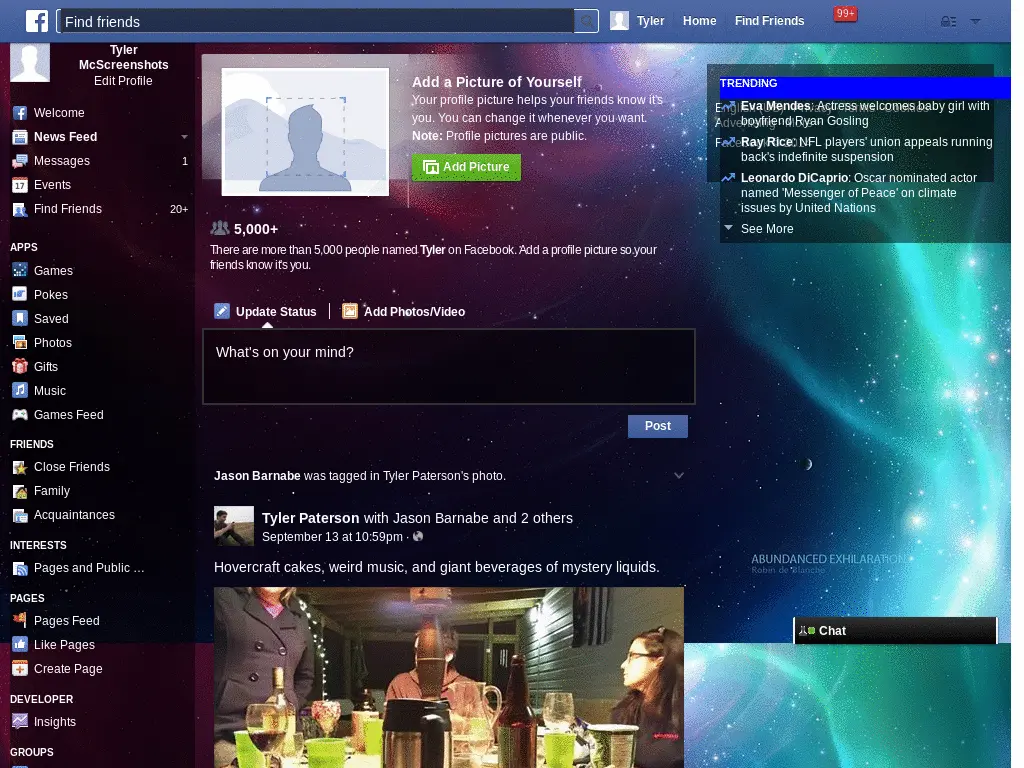 Find friends
Tyler
Home
Find Friends
99+
Tyler
McScreenshots
Edit Profile
Welcome
News Feed
Messages 1
Events
Find Friends 20+
APPS
Games
Pokes
Saved
Photos
Gifts
Music
Games Feed
FRIENDS
Close Friends
Family
Acquaintances
INTERESTS
Pages and Public ...
PAGES
Pages Feed
Like Pages
Create Page
DEVELOPER
Insights
GROUPS
Add a Picture of Yourself
Your profile picture helps your friends know it's
you. You can change it whenever you want.
Note: Profile pictures are public.
Add Picture
5,000+
There are more than 5,000 people named Tyler on Facebook. Add a profile picture so your
friends know it's you.
Update Status
Add Photos/Video
What's on your mind?
Post
Jason Barnabe was tagged in Tyler Paterson's photo.
Tyler Paterson with Jason Barnabe and 2 others
September 13 at 10:59pm ·
Hovercraft cakes, weird music, and giant beverages of mystery liquids.
TRENDING
Eva Mendes: Actress welcomes baby girl with
boyfriend Ryan Gosling
Ray Rice: NFL players' union appeals running
back's indefinite suspension
Leonardo DiCaprio: Oscar nominated actor
named 'Messenger of Peace' on climate
issues by United Nations
See More
ABUNDANCED EXHILARATION
Robin de Blanche
Chat